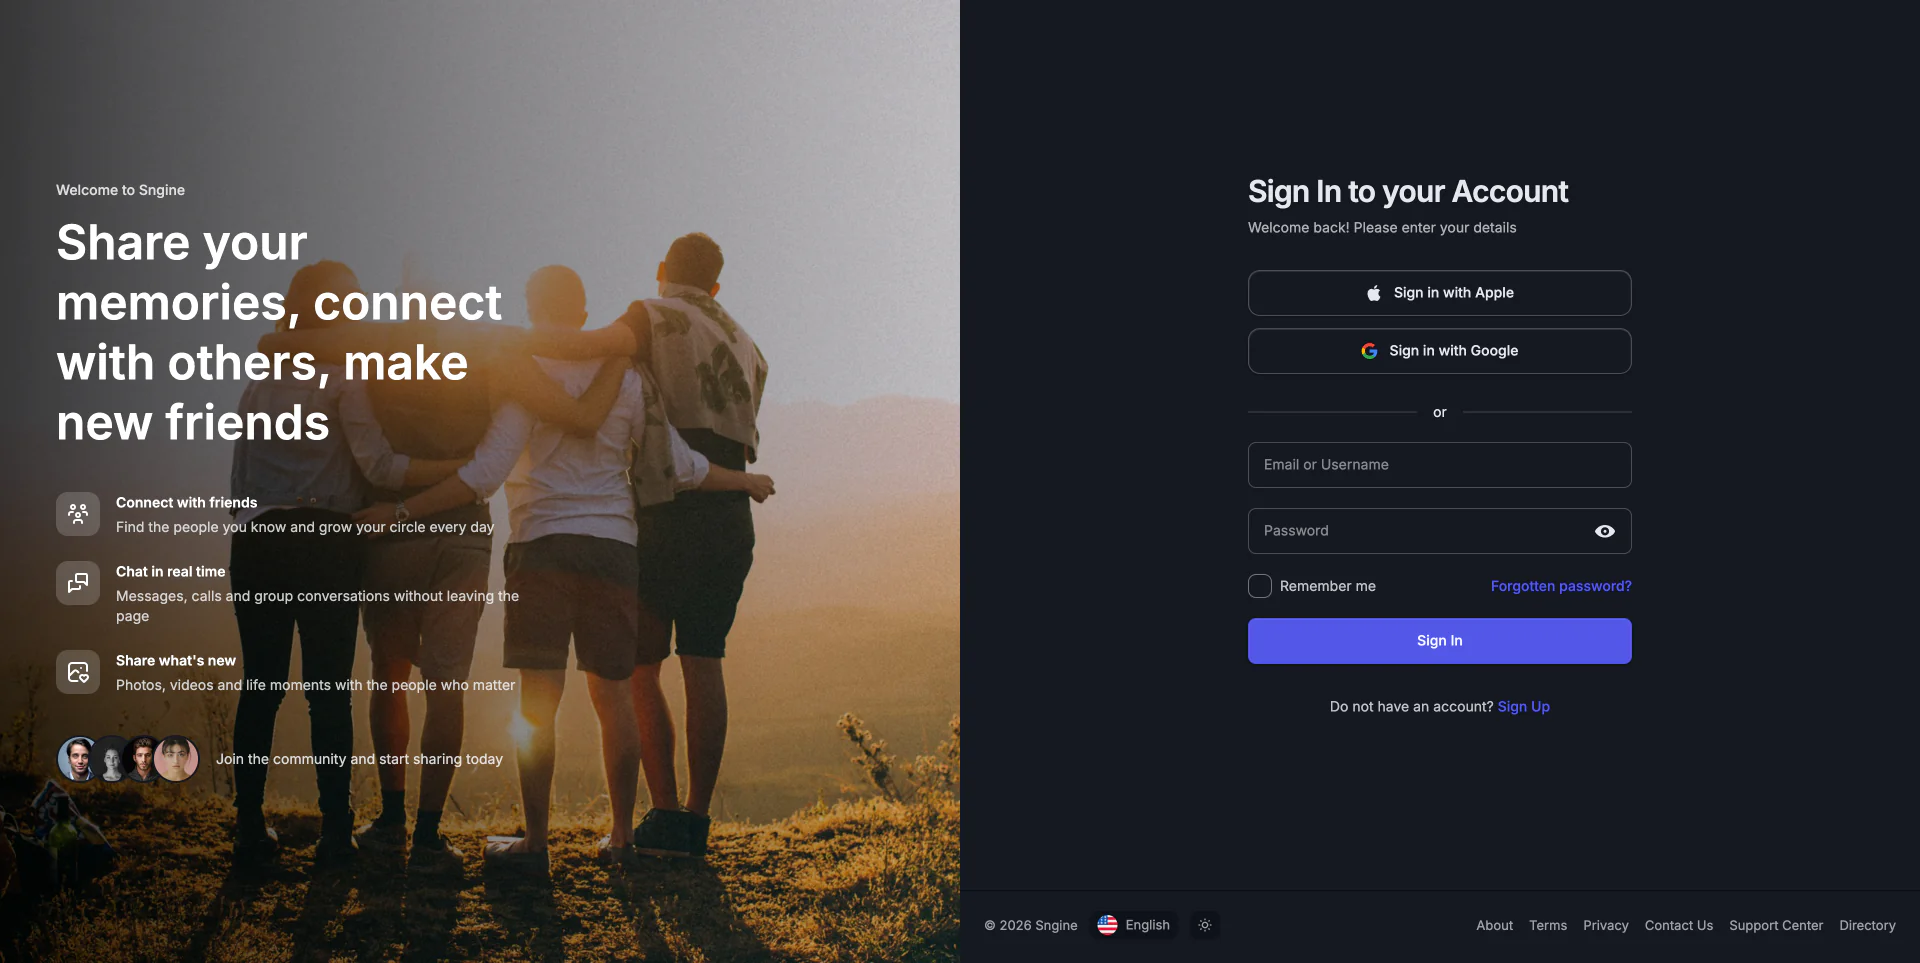 Welcome to Sngine
Share your
memories, connect
with others, make
new friends
Connect with friends
Find the people you know and grow your circle every day
Chat in real time
Messages, calls and group conversations without leaving the
page
Share what's new
Photos, videos and life moments with the people who matter
Join the community and start sharing today
Sign In to your Account
Welcome back! Please enter your details
Sign in with Apple
Sign in with Google
or
Email or Username
Password
Remember me
Forgotten password?
Sign In
Do not have an account? Sign Up
© 2026 Sngine
English
About
Terms
Privacy
Contact Us
Support Center
Directory